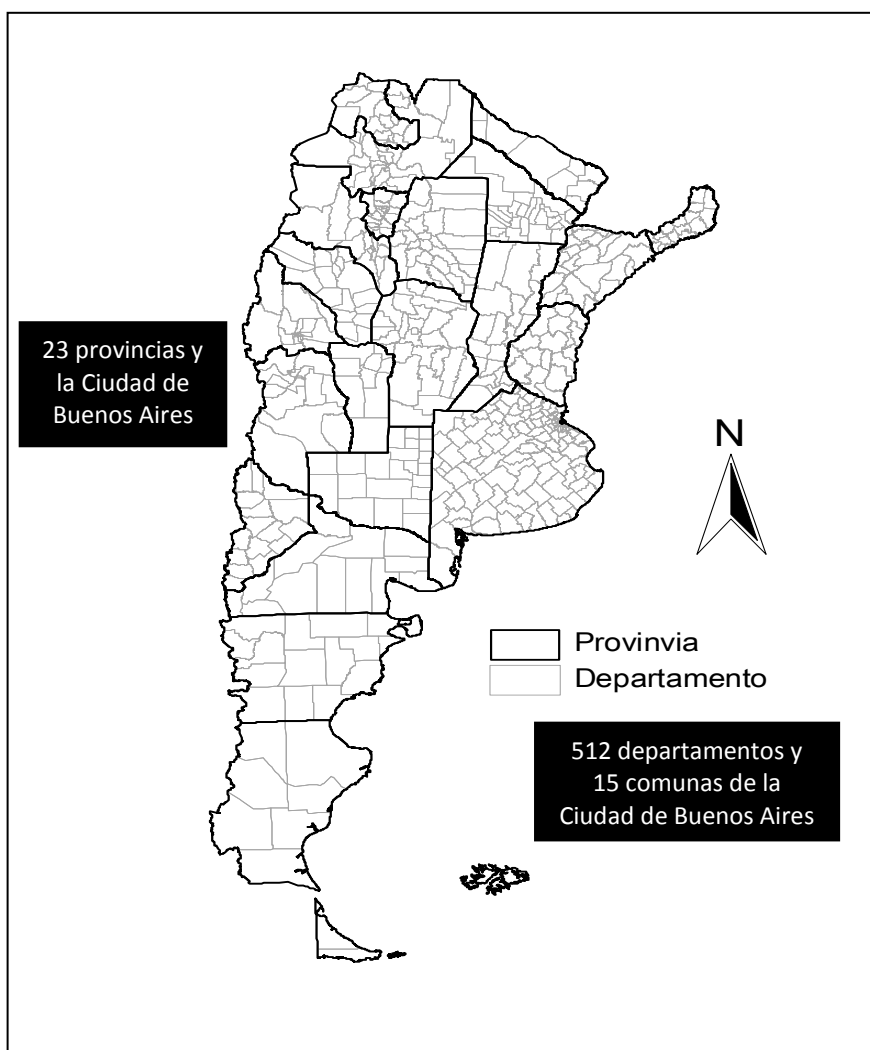 23 provincias y
la Ciudad de
Buenos Aires
N
Provinvia
Departamento
512 departamentos y
15 comunas de la
Ciudad de Buenos Aires